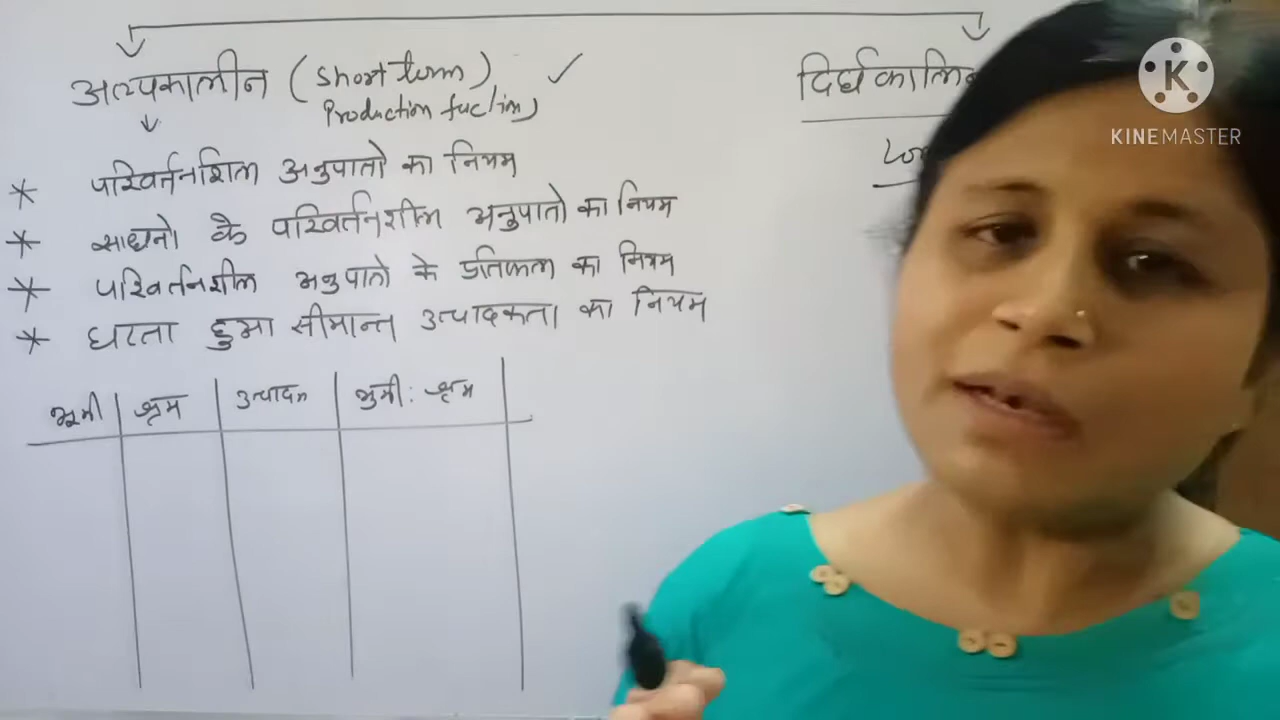 अल्पकालीन (Short term) ✓
Production fuction)
दिर्घकालिन
परिवर्तनशिल अनुपातो का नियम
* साधनो के परिवर्तनशील अनुपातो का नियम
* परिवर्तनशील अनुपातो के प्रतिफल का नियम
* घटता हुआ सीमान्त उत्पादकता का नियम
भूमी श्रम उत्पादन भुमी : श्रम
KINEMASTER